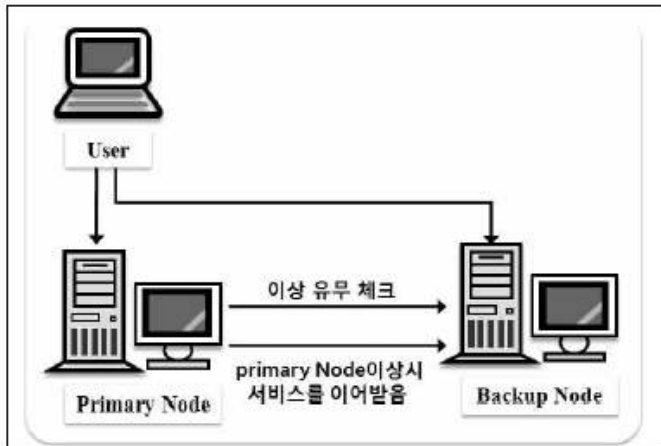 User
이상 유무 체크
primary Node이상시
서비스를 이어받음
Primary Node
Backup Node